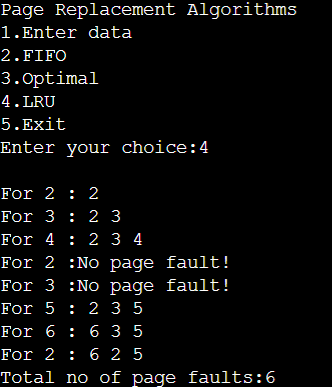 Page Replacement Algorithms
1.Enter data
2.FIFO
3.Optimal
4.LRU
5.Exit
Enter your choice:4
For 2 : 2
For 3 : 2 3
For 4 : 2 3 4
For 2 :No page fault!
For 3 :No page fault!
For 5 : 2 3 5
For 6 : 6 3 5
For 2 : 6 2 5
Total no of page faults:6